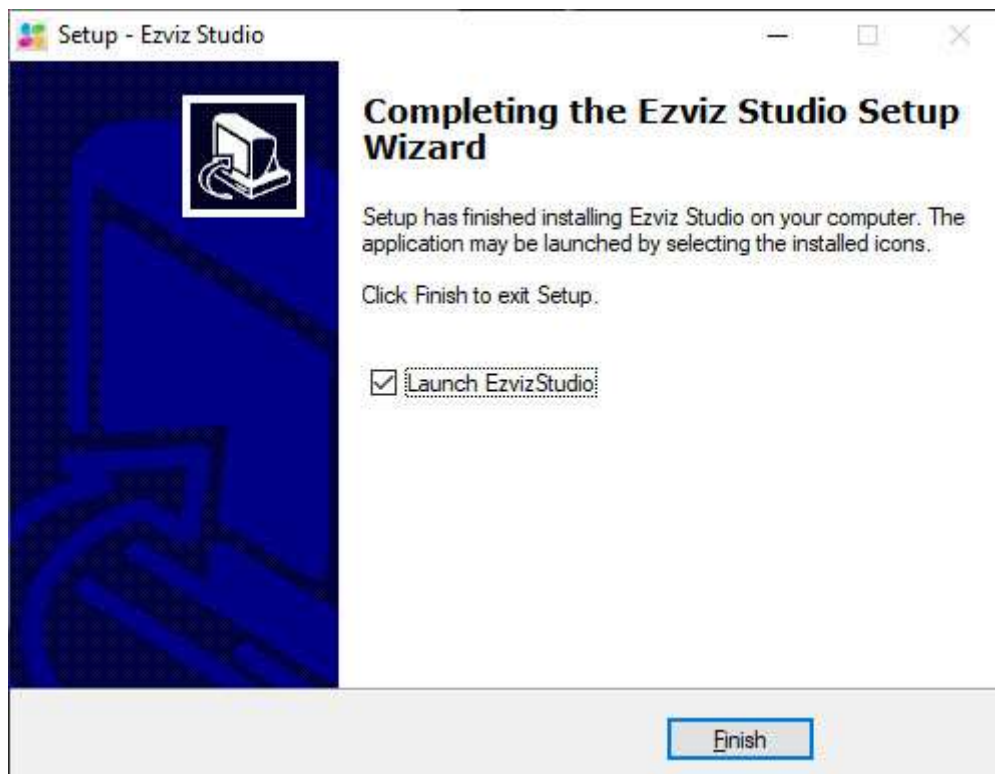 Setup - Ezviz Studio
Completing the Ezviz Studio Setup
Wizard
Setup has finished installing Ezviz Studio on your computer. The
application may be launched by selecting the installed icons.
Click Finish to exit Setup.
Launch EzvizStudio
Finish